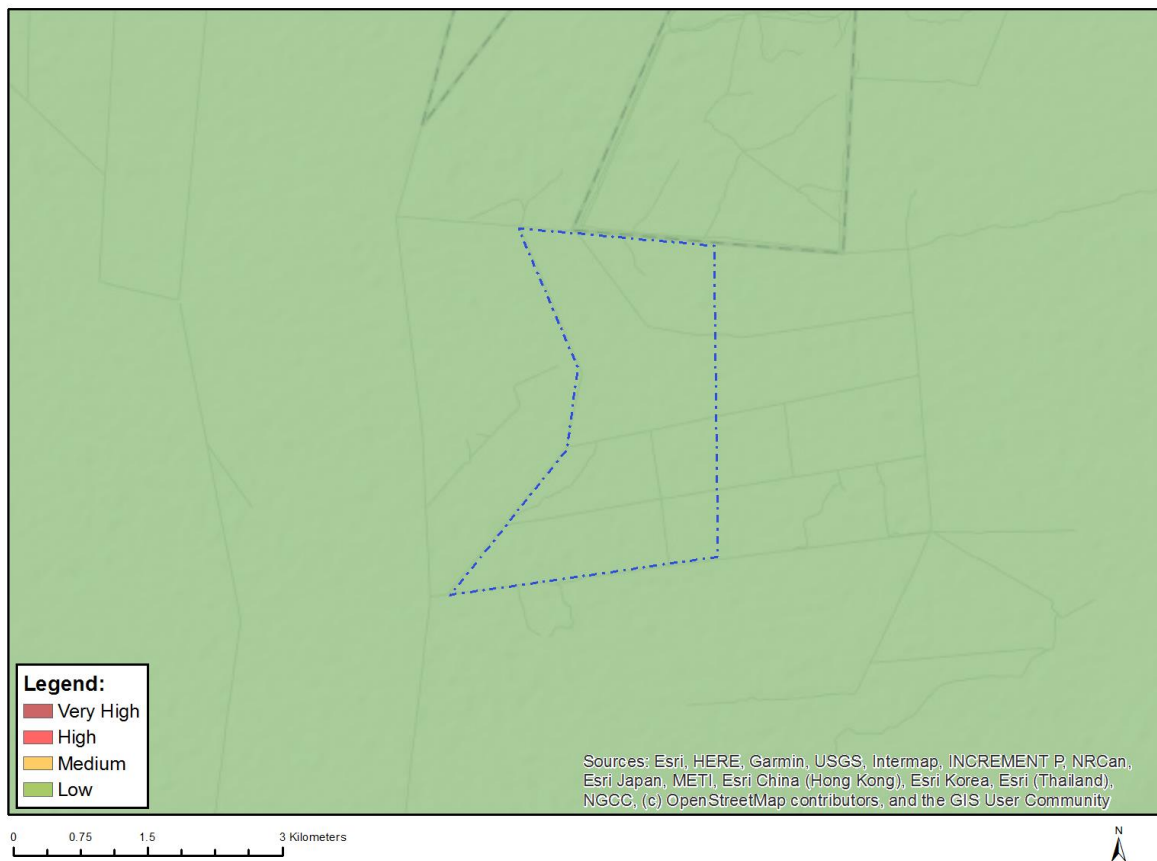 Legend:
Very High
High
Medium
Low
Sources: Esri, HERE, Garmin, USGS, Intermap, INCREMENT P, NRCan,
Esri Japan, METI, Esri China (Hong Kong), Esri Korea, Esri (Thailand),
NGCC, (c) OpenStreetMap contributors, and the GIS User Community
0 0.75 1.5 3 Kilometers
N